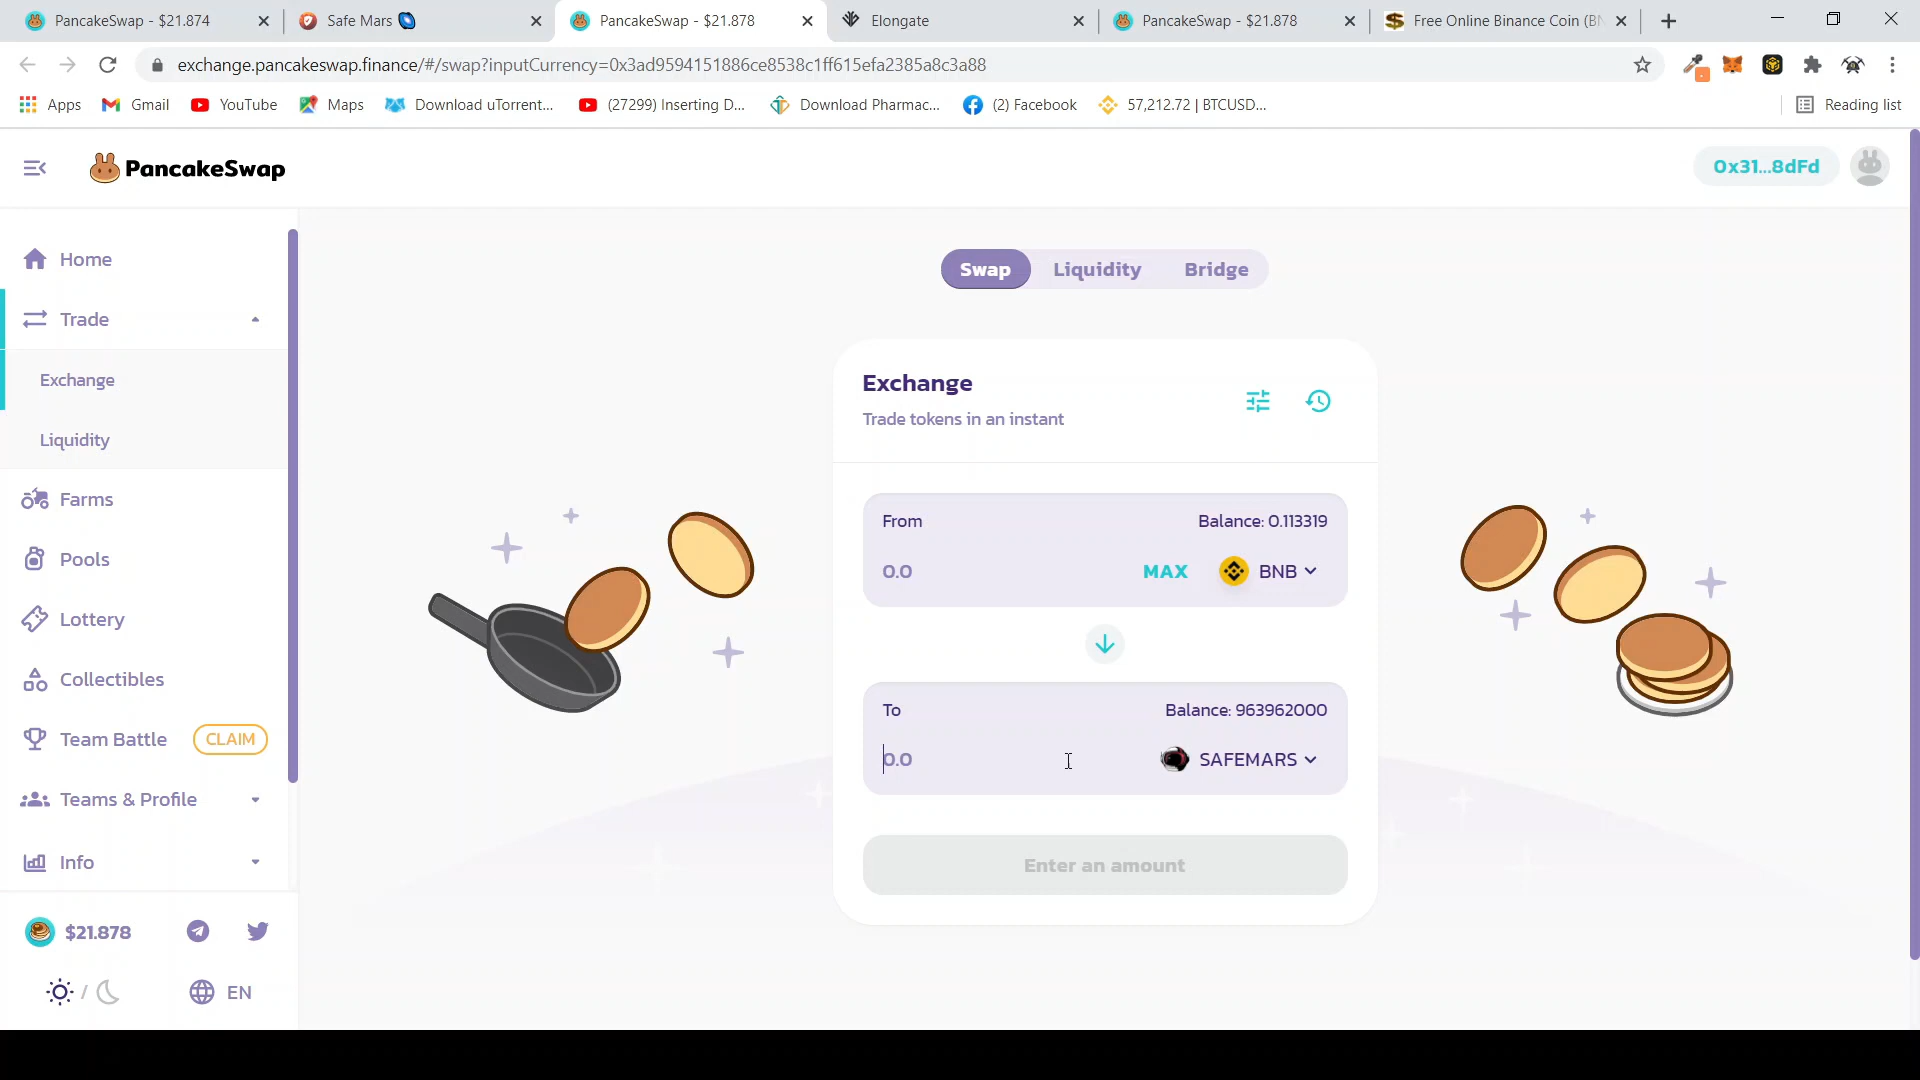 PancakeSwap - $21.874
Safe Mars
PancakeSwap - $21.878
Elongate
PancakeSwap - $21.878
Free Online Binance Coin (BN
exchange.pancakeswap.finance/#/swap?inputCurrency=0x3ad9594151886ce8538c1ff615efa2385a8c3a88
Apps
Gmail
YouTube
Maps
Download uTorrent...
(27299) Inserting D...
Download Pharmac...
(2) Facebook
57,212.72 | BTCUSD...
Reading list
PancakeSwap
0x31...8dFd
Home
Trade
Exchange
Liquidity
Farms
Pools
Lottery
Collectibles
Team Battle
CLAIM
Teams & Profile
Info
$21.878
/
EN
Swap
Liquidity
Bridge
Exchange
Trade tokens in an instant
From
Balance: 0.113319
0.0
MAX
BNB
To
Balance: 963962000
0.0
SAFEMARS
Enter an amount